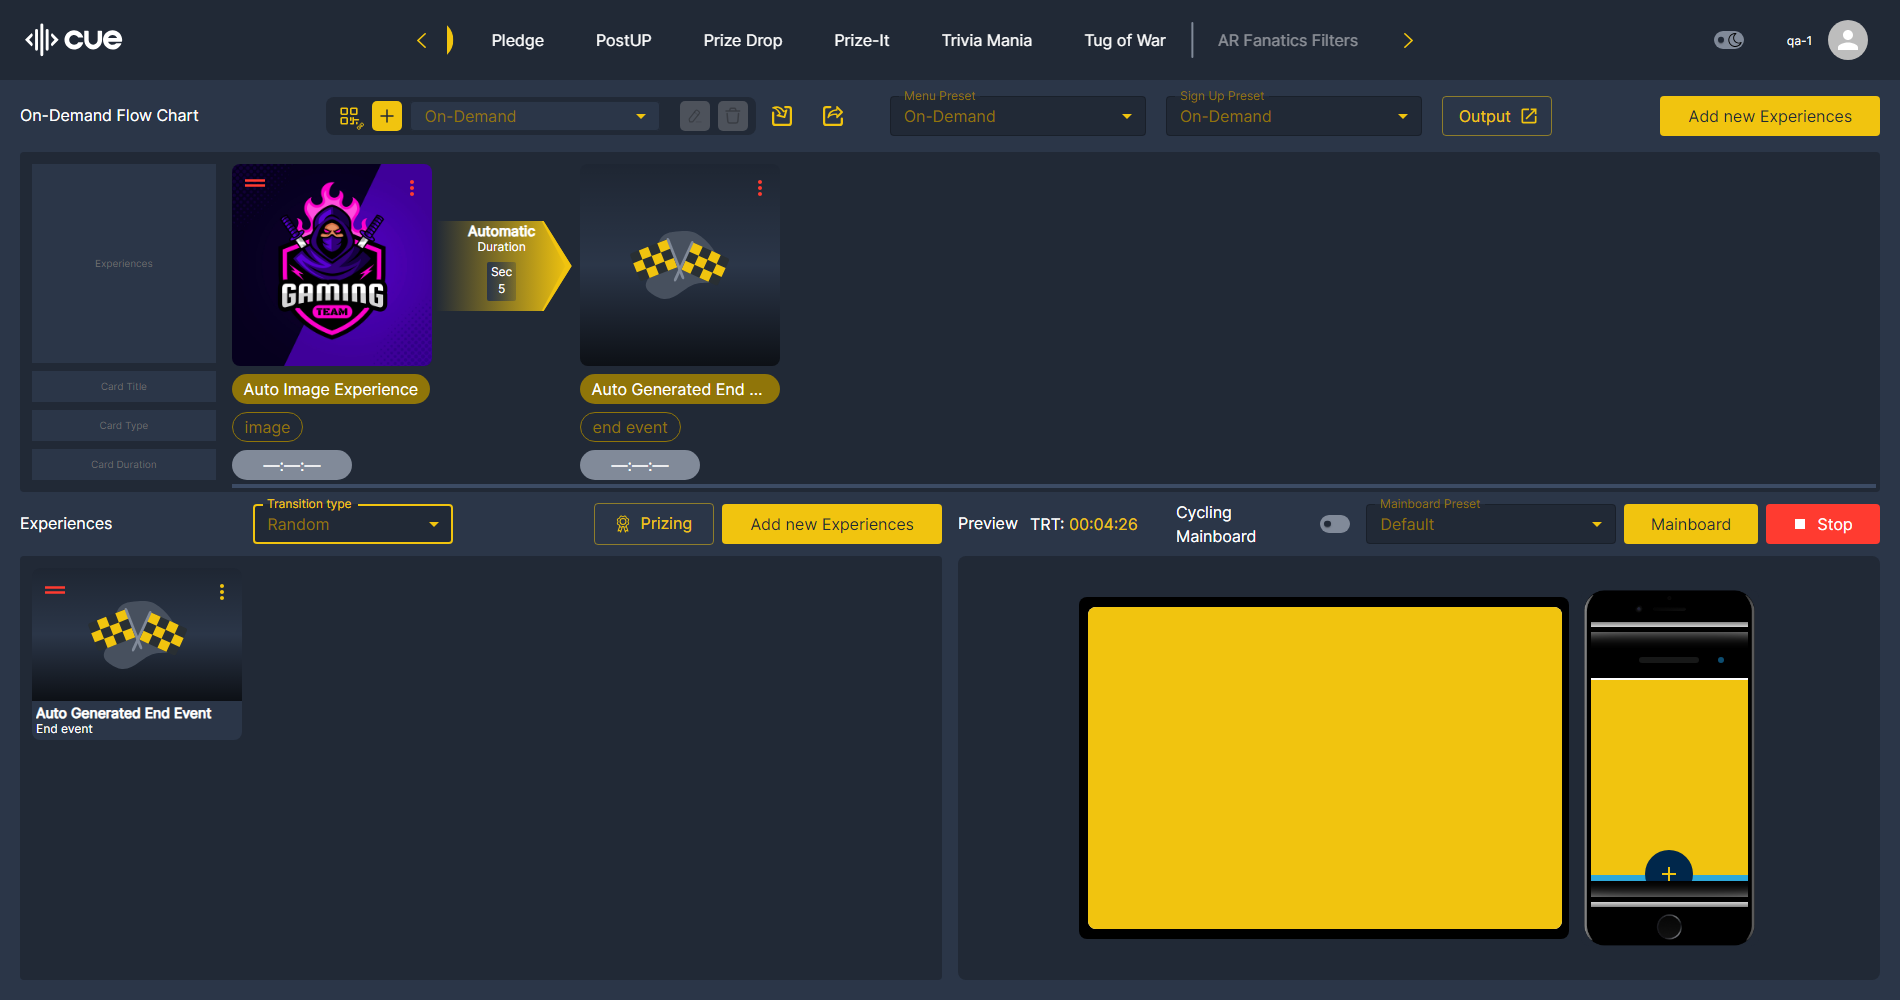 cue
Pledge
PostUP
Prize Drop
Prize-It
Trivia Mania
Tug of War
AR Fanatics Filters
qa-1
On-Demand Flow Chart
On-Demand
Menu Preset
On-Demand
Sign Up Preset
On-Demand
Output
Add new Experiences
Experiences
GAMING
TEAM
Automatic
Duration
Sec
5
Card Title
Auto Image Experience
Auto Generated End ...
Card Type
image
end event
Card Duration
—:—:—
—:—:—
Experiences
Transition type
Random
Prizing
Add new Experiences
Preview
TRT: 00:04:26
Cycling
Mainboard
Mainboard Preset
Default
Mainboard
Stop
Auto Generated End Event
End event